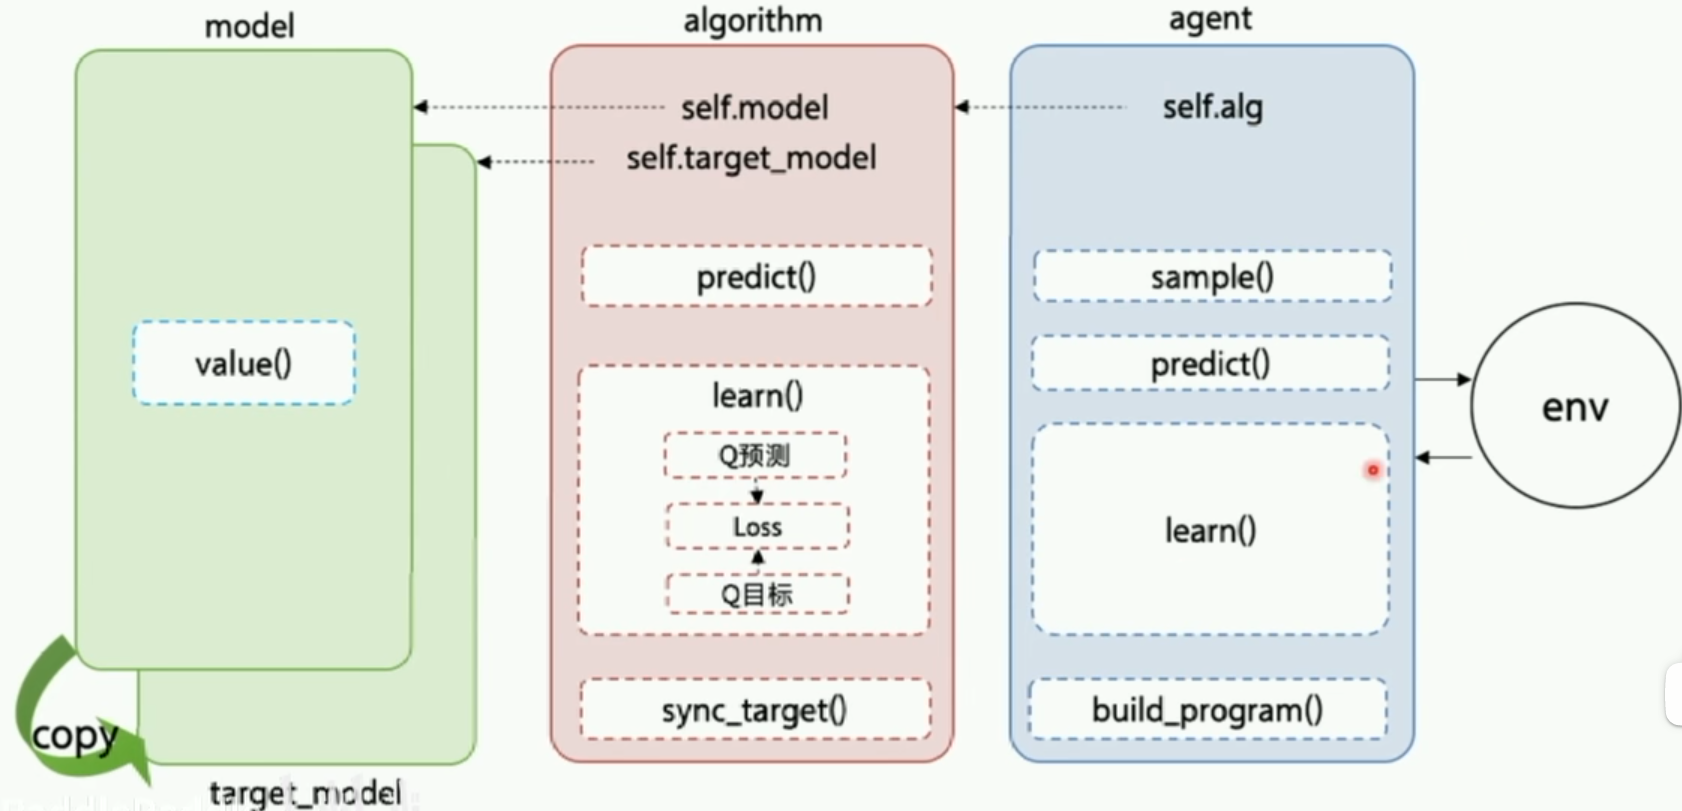 model
algorithm
agent
self.model
self.alg
self.target_model
predict()
sample()
value()
predict()
learn()
Q预测
Loss
Q目标
learn()
env
sync_target()
build_program()
copy
target_model